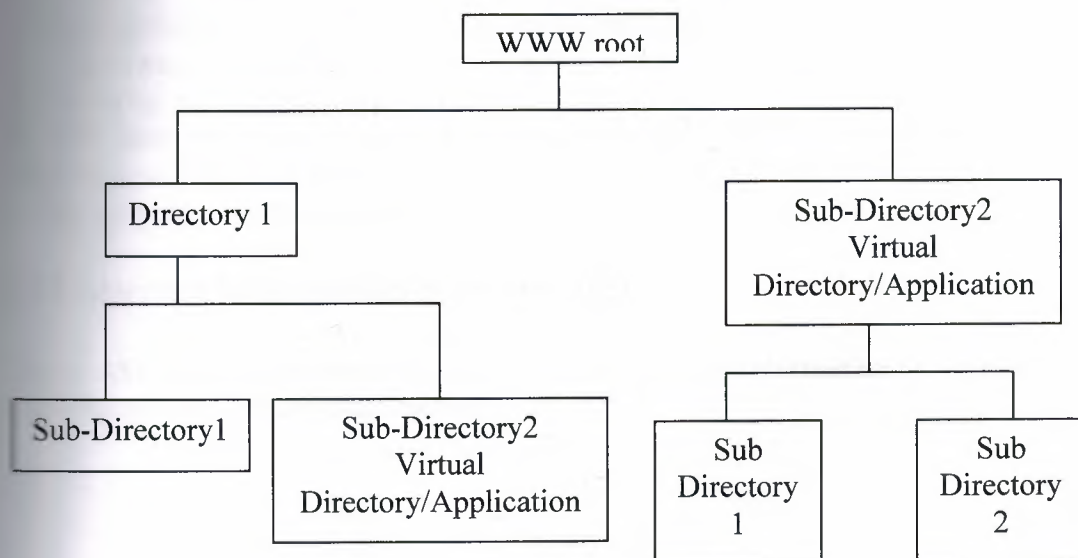 WWW root
Directory 1
Sub-Directory2
Virtual
Directory/Application
Sub-Directory1
Sub-Directory2
Virtual
Directory/Application
Sub
Directory
1
Sub
Directory
2